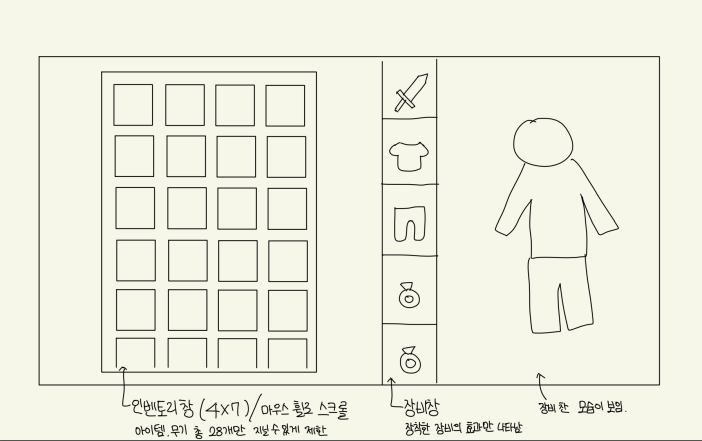 인벤토리창 (4X7) / 마우스 휠로 스크롤
아이템, 무기 총 28개만 지닐 수 있게 제한
장비창
장착한 장비의 효과만 나타남
장비 찬 모습이 보임.